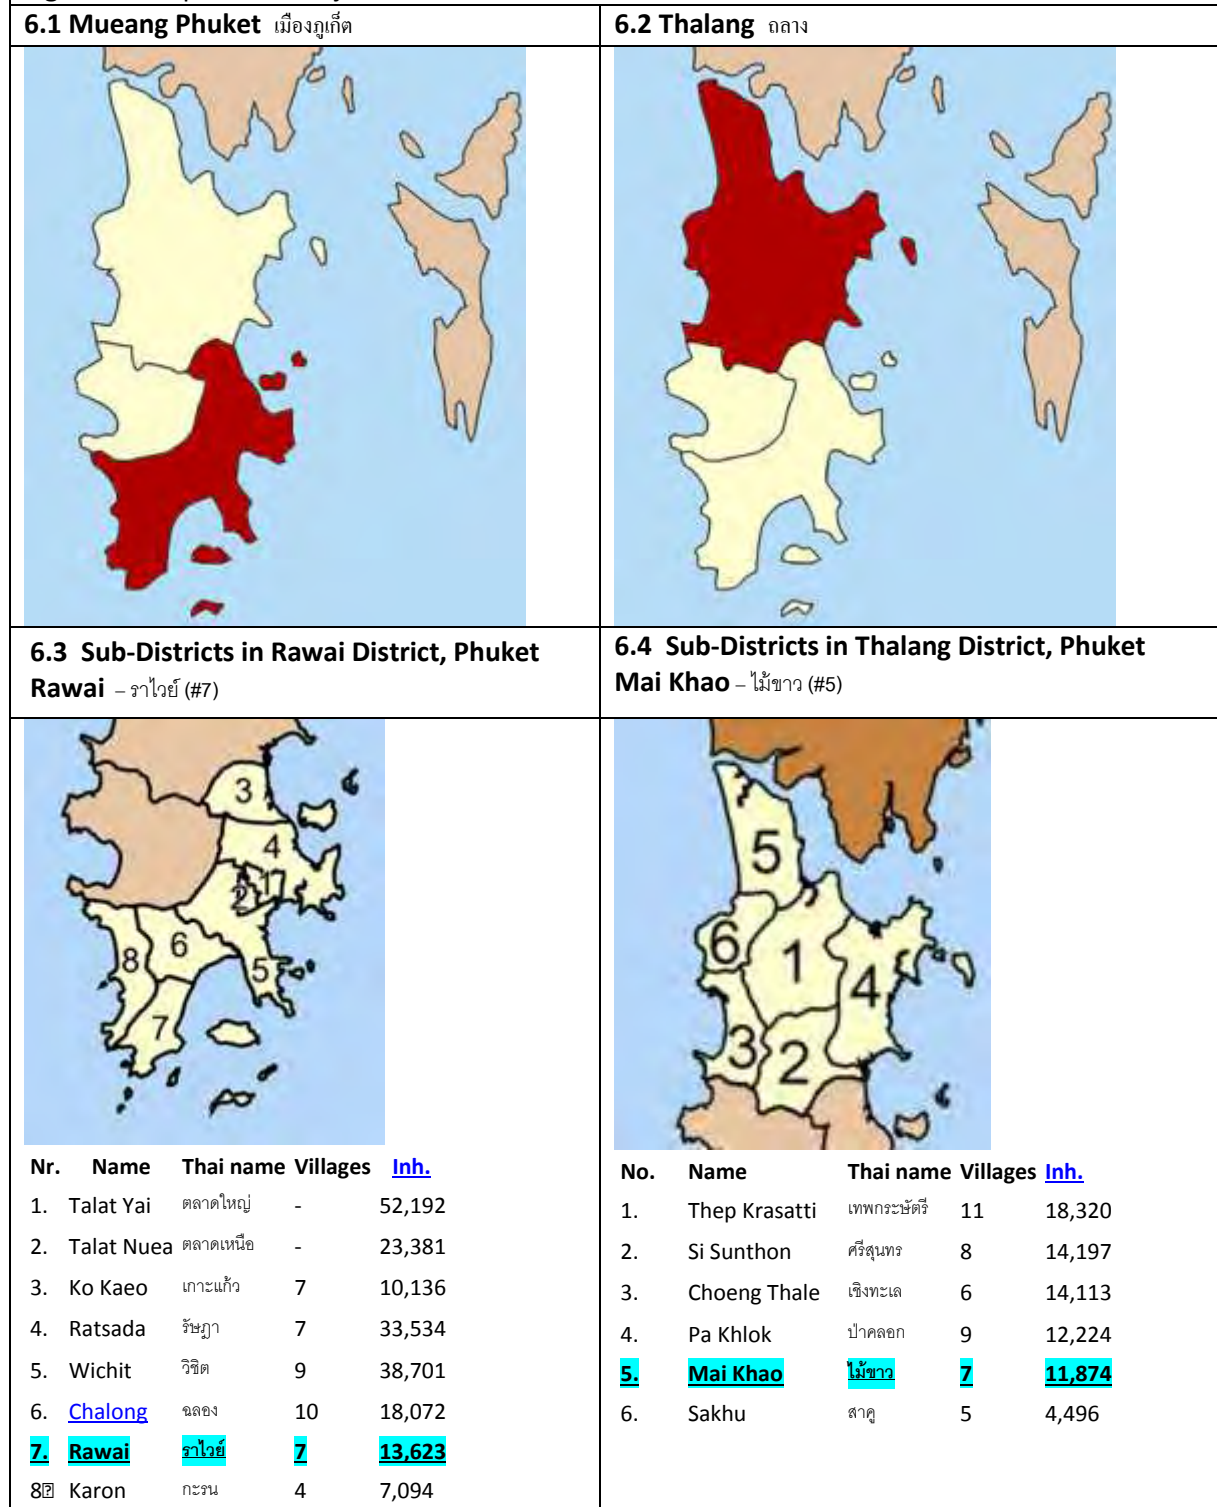 6.1 Mueang Phuket เมืองภูเก็ต
6.2 Thalang ถลาง
6.3 Sub-Districts in Rawai District, Phuket
Rawai – ราไวย์ (#7)
6.4 Sub-Districts in Thalang District, Phuket
Mai Khao – ไม้ขาว (#5)
3
4
1
2
6
8
5
7
5
6
1
4
3
2
Nr. Name Thai name Villages Inh.
1. Talat Yai ตลาดใหญ่ - 52,192
2. Talat Nuea ตลาดเหนือ - 23,381
3. Ko Kaeo เกาะแก้ว 7 10,136
4. Ratsada รัษฎา 7 33,534
5. Wichit วิชิต 9 38,701
6. Chalong ฉลอง 10 18,072
7. Rawai ราไวย์ 7 13,623
8 Karon กะรน 4 7,094
No. Name Thai name Villages Inh.
1. Thep Krasatti เทพกระษัตรี 11 18,320
2. Si Sunthon ศรีสุนทร 8 14,197
3. Choeng Thale เชิงทะเล 6 14,113
4. Pa Khlok ป่าคลอก 9 12,224
5. Mai Khao ไม้ขาว 7 11,874
6. Sakhu สาคู 5 4,496